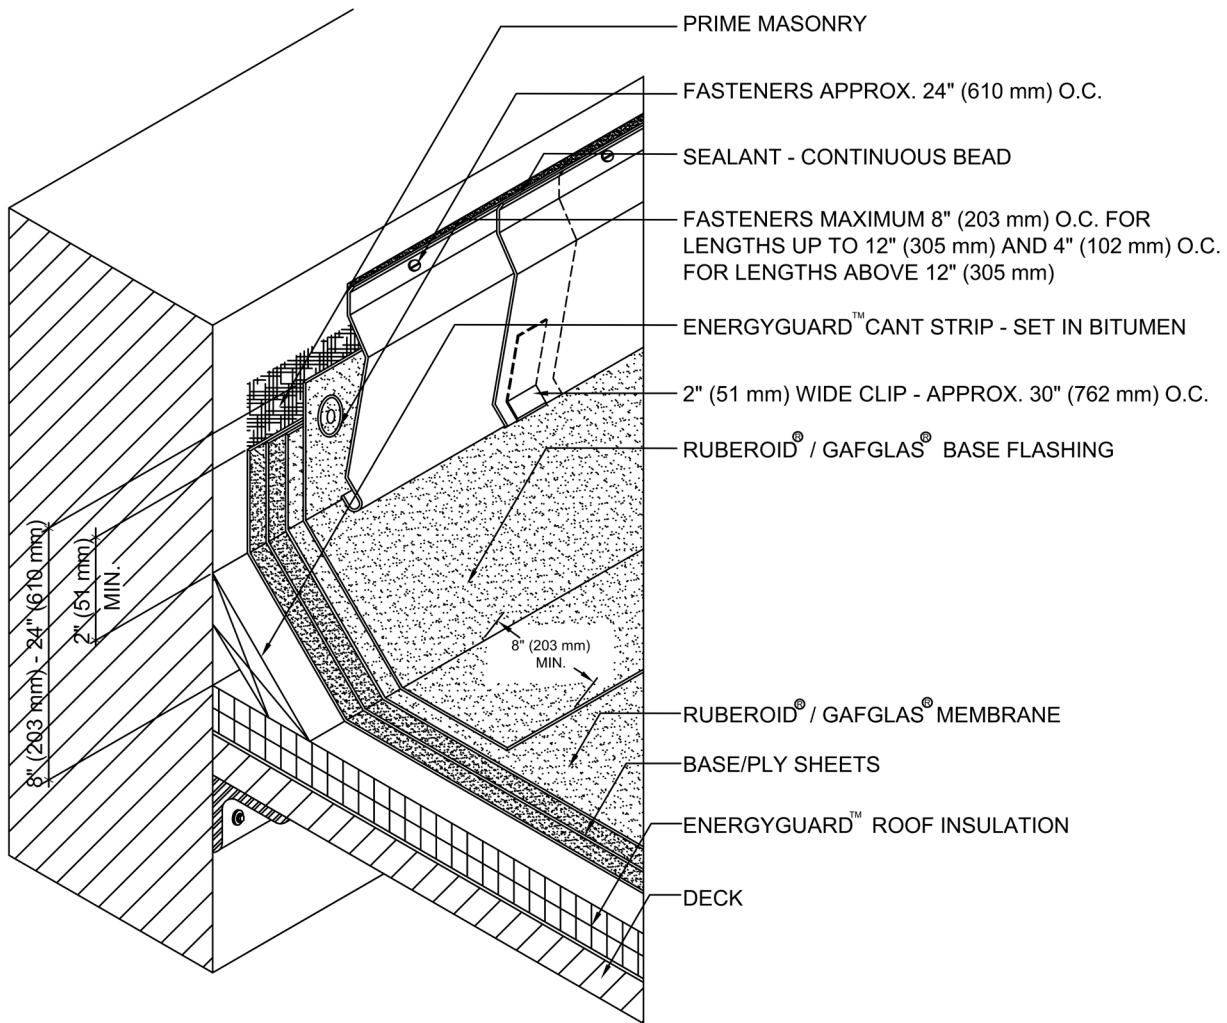 PRIME MASONRY
FASTENERS APPROX. 24" (610 mm) O.C.
SEALANT - CONTINUOUS BEAD
FASTENERS MAXIMUM 8" (203 mm) O.C. FOR
LENGTHS UP TO 12" (305 mm) AND 4" (102 mm) O.C.
FOR LENGTHS ABOVE 12" (305 mm)
ENERGYGUARD™ CANT STRIP - SET IN BITUMEN
2" (51 mm) WIDE CLIP - APPROX. 30" (762 mm) O.C.
RUBEROID® / GAFGLAS® BASE FLASHING
8" (203 mm) - 24" (610 mm)
2" (51 mm)
MIN.
8" (203 mm)
MIN.
RUBEROID® / GAFGLAS® MEMBRANE
BASE/PLY SHEETS
ENERGYGUARD™ ROOF INSULATION
DECK